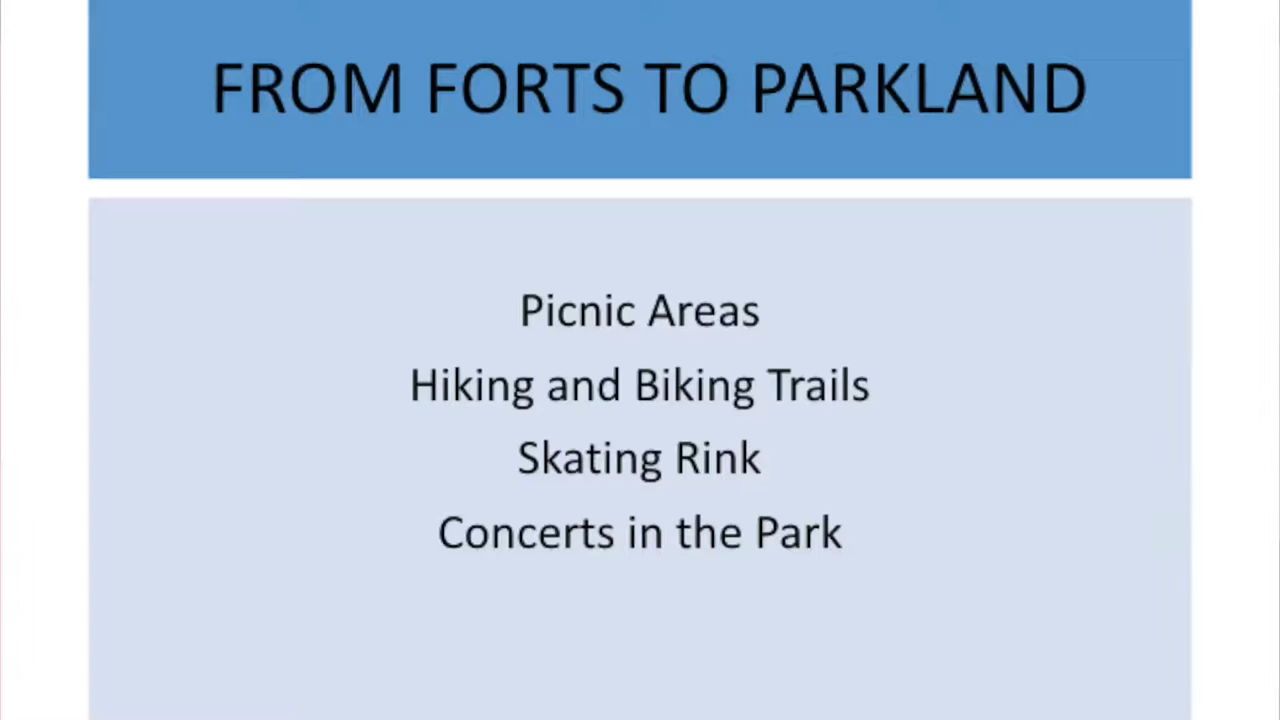 FROM FORTS TO PARKLAND
Picnic Areas
Hiking and Biking Trails
Skating Rink
Concerts in the Park